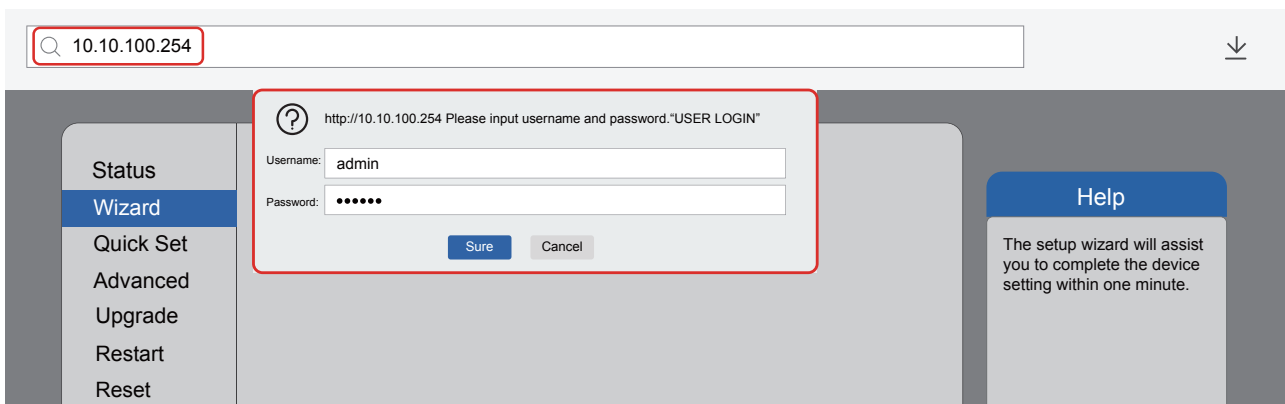 10.10.100.254
http://10.10.100.254 Please input username and password.“USER LOGIN”
Username: admin
Password: ••••••
Sure Cancel
Status
Wizard
Quick Set
Advanced
Upgrade
Restart
Reset
Help
The setup wizard will assist
you to complete the device
setting within one minute.